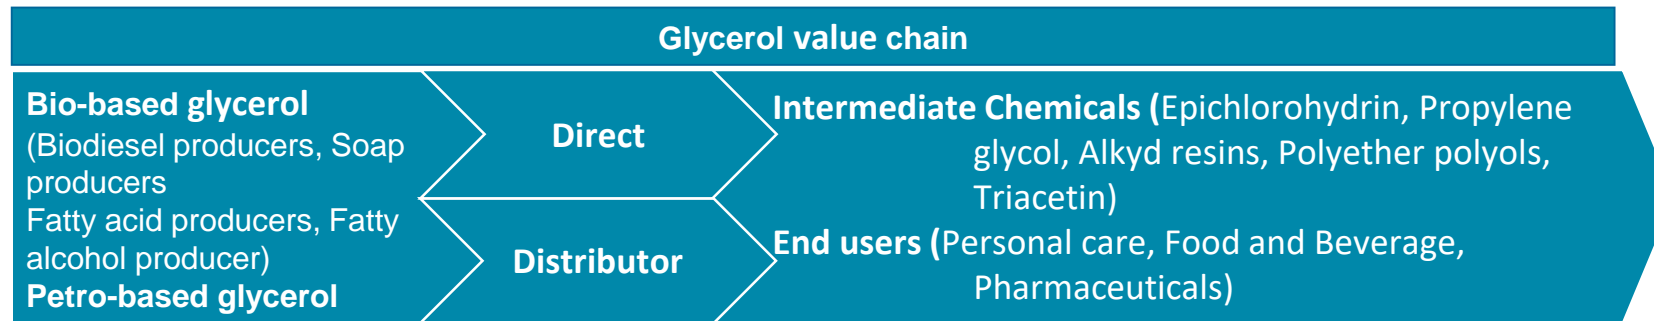 Glycerol value chain
Bio-based glycerol
(Biodiesel producers, Soap
producers
Fatty acid producers, Fatty
alcohol producer)
Petro-based glycerol
Direct
Distributor
Intermediate Chemicals (Epichlorohydrin, Propylene
glycol, Alkyd resins, Polyether polyols,
Triacetin)
End users (Personal care, Food and Beverage,
Pharmaceuticals)